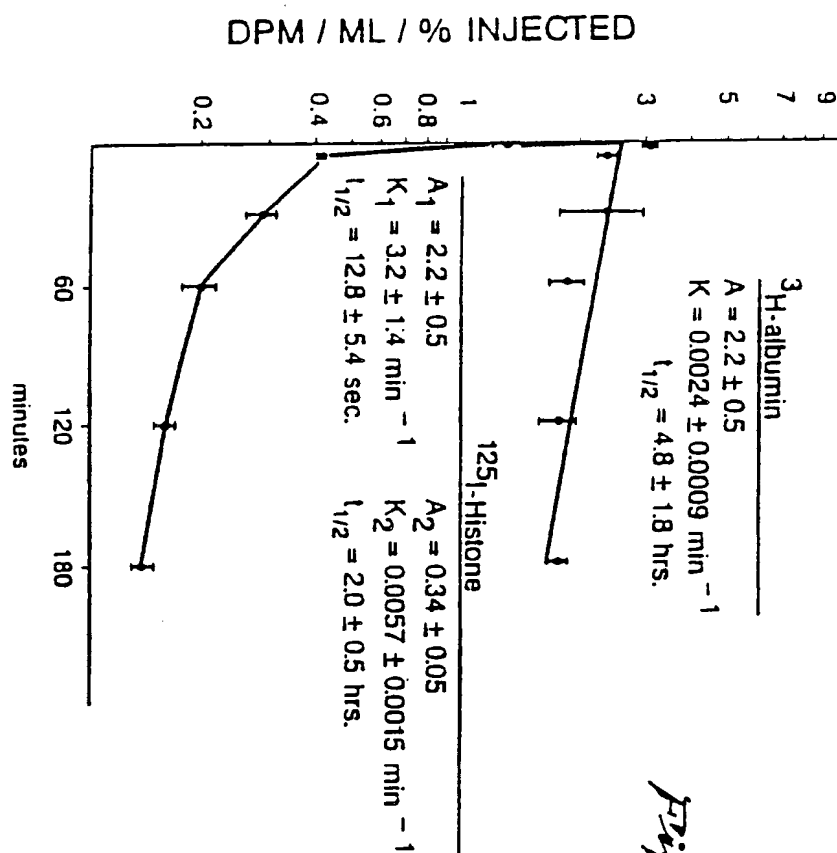 DPM / ML / % INJECTED
9
7
5
3
1
0.8
0.6
0.4
0.2
³H-albumin
A = 2.2 ± 0.5
K = 0.0024 ± 0.0009 min ⁻¹
t₁/₂ = 4.8 ± 1.8 hrs.
¹²⁵I-Histone
A₁ = 2.2 ± 0.5
K₁ = 3.2 ± 1.4 min ⁻¹
t₁/₂ = 12.8 ± 5.4 sec.
A₂ = 0.34 ± 0.05
K₂ = 0.0057 ± 0.0015 min ⁻¹
t₁/₂ = 2.0 ± 0.5 hrs.
60
120
180
minutes